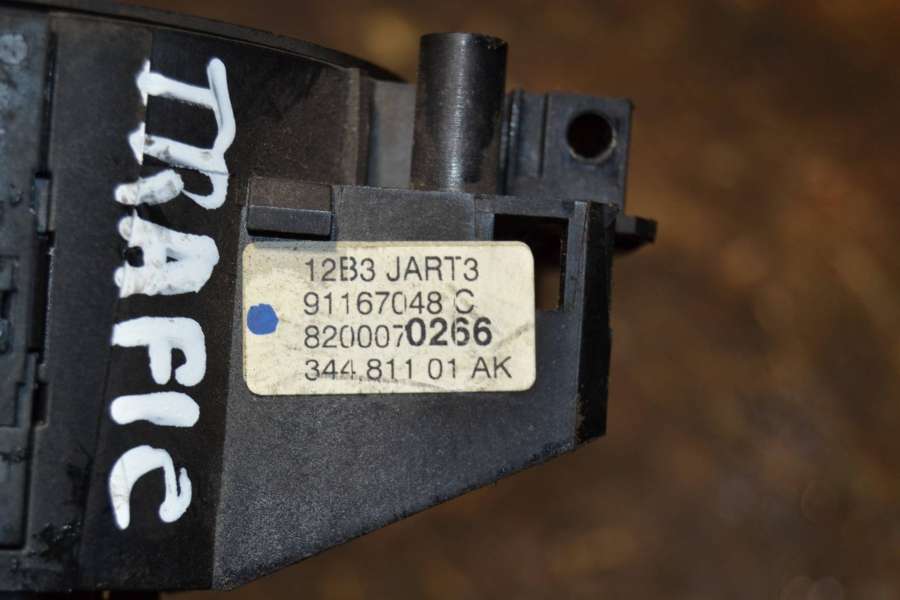 TRAFIC
12B3 JART3
91167048 C
8200070266
344.811 01 AK